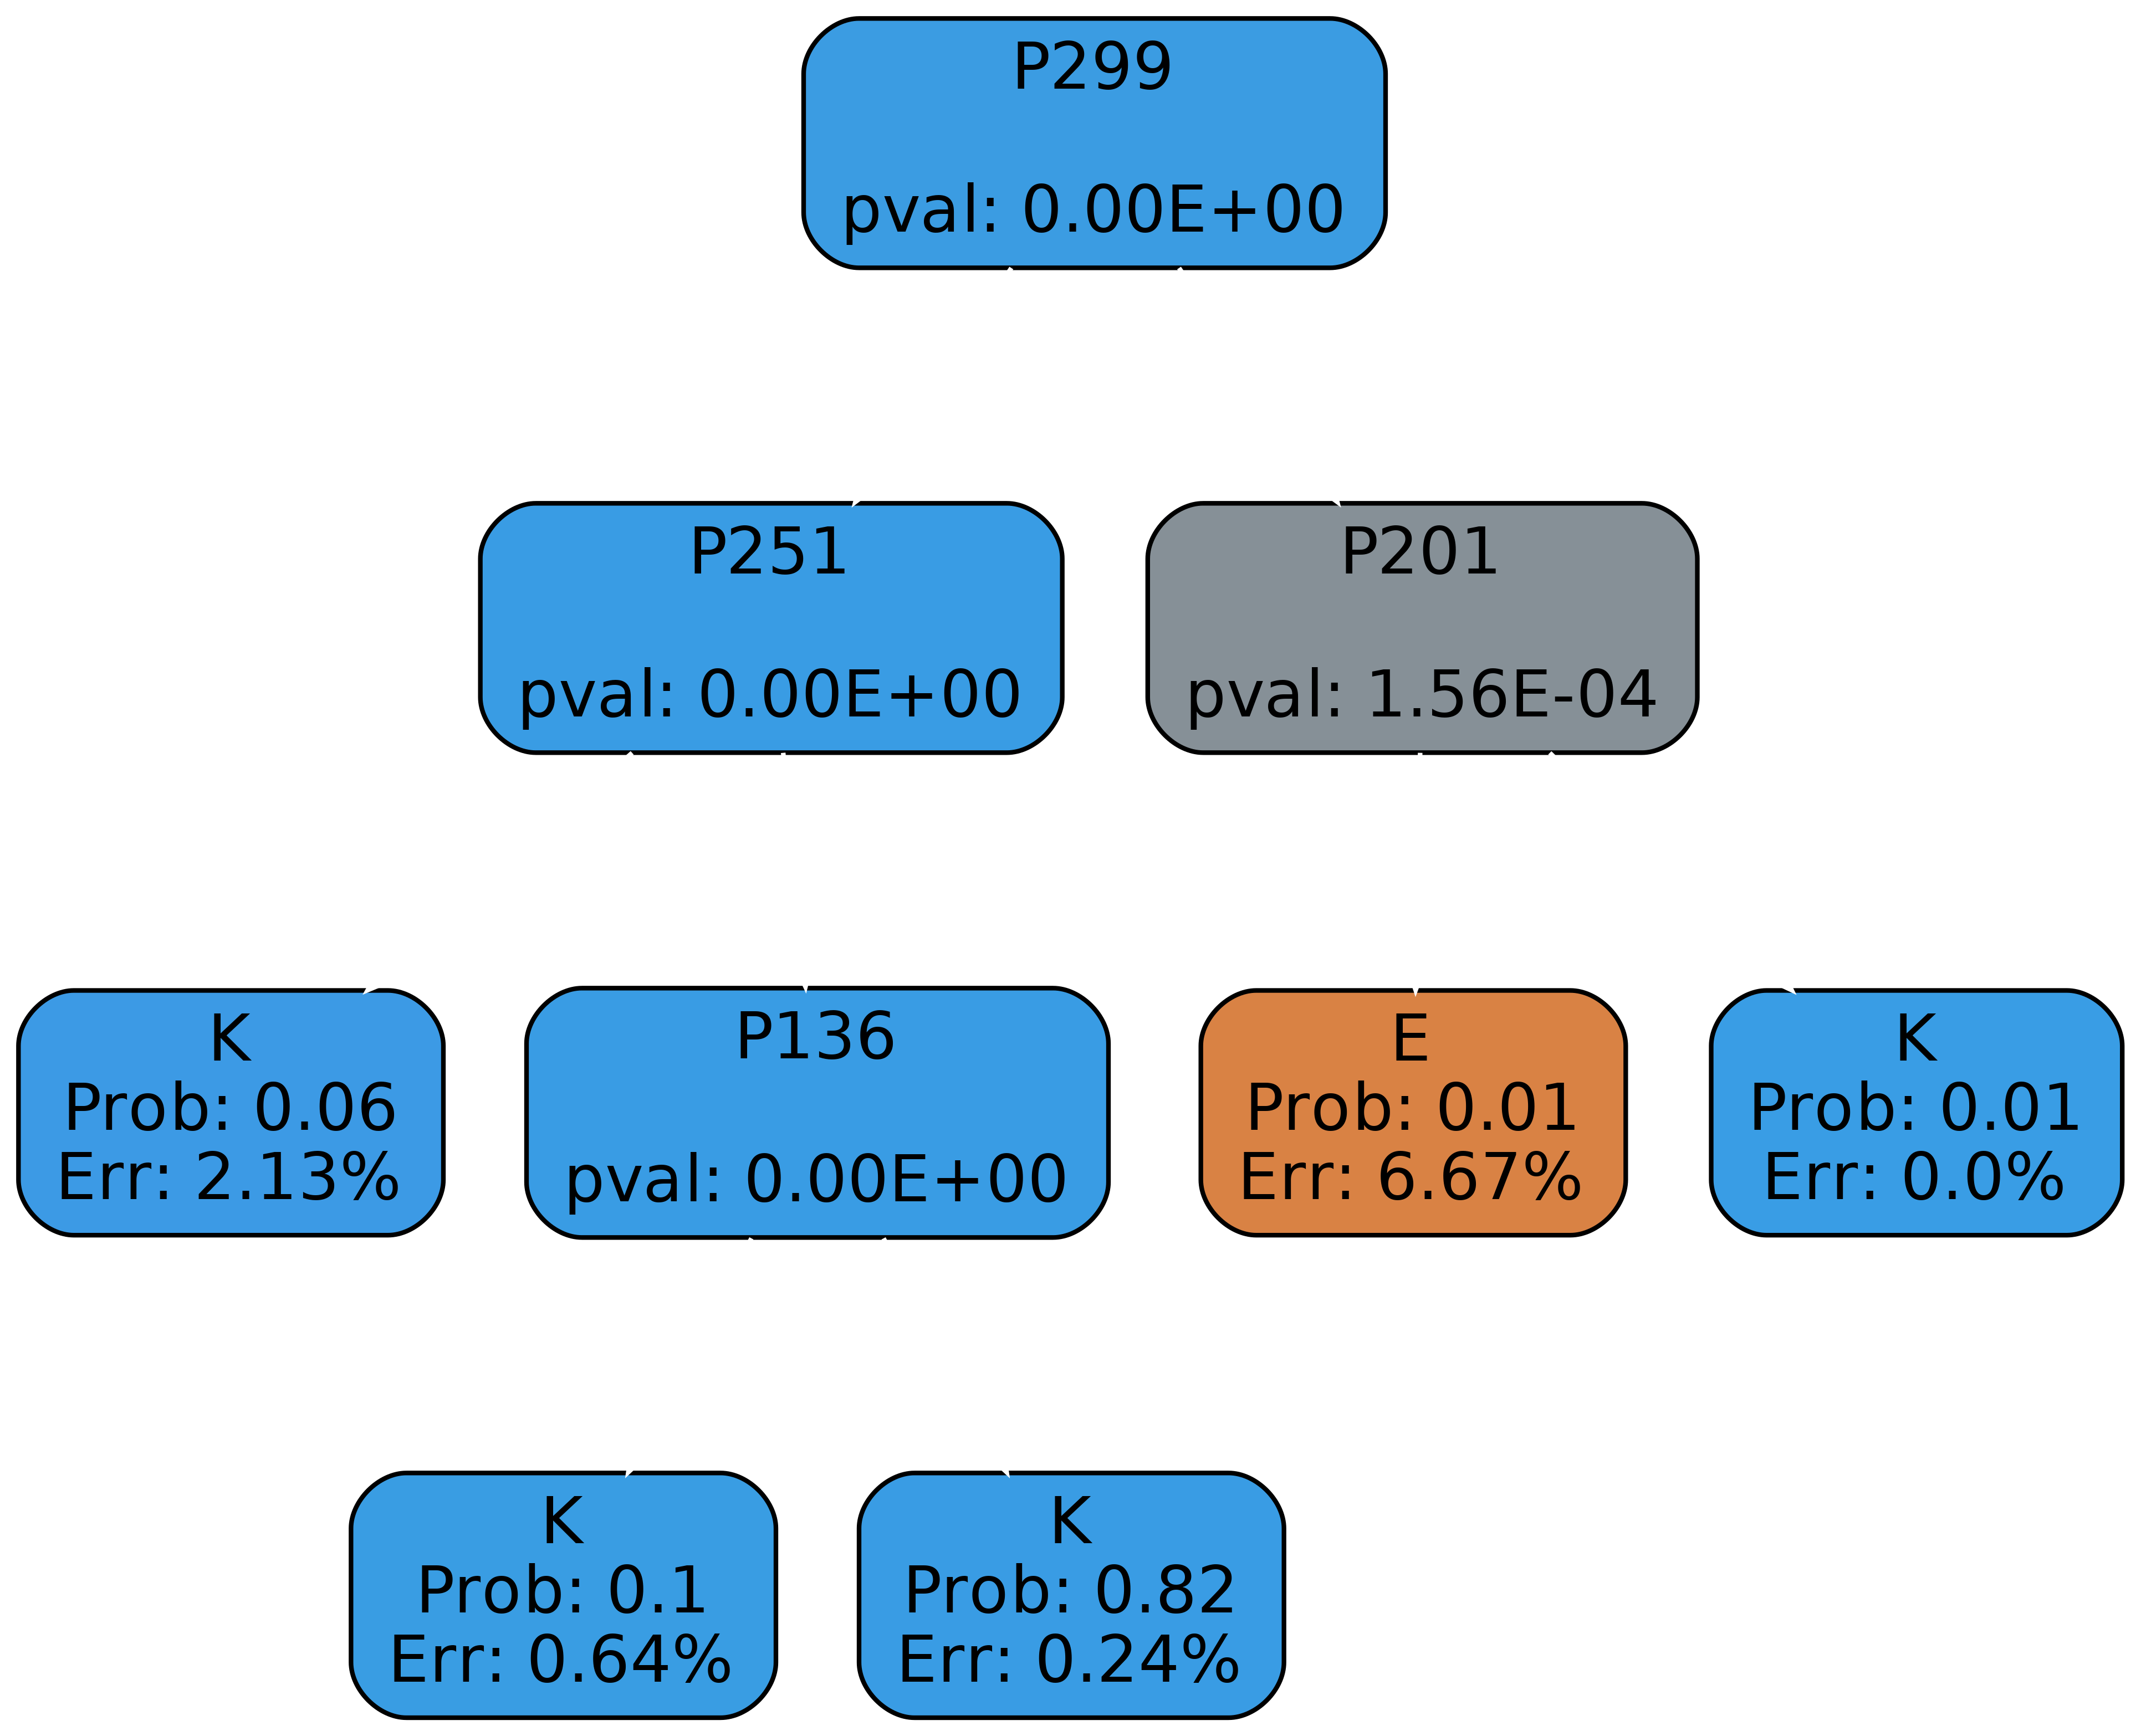 P299
pval: 0.00E+00
P251
pval: 0.00E+00
P201
pval: 1.56E-04
K
Prob: 0.06
Err: 2.13%
P136
pval: 0.00E+00
E
Prob: 0.01
Err: 6.67%
K
Prob: 0.01
Err: 0.0%
K
Prob: 0.1
Err: 0.64%
K
Prob: 0.82
Err: 0.24%